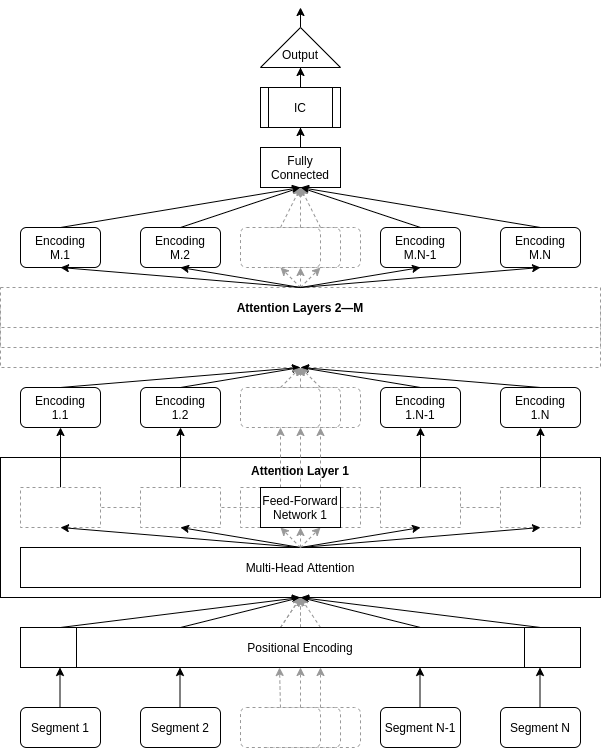 Output
IC
Fully
Connected
Encoding
M.1
Encoding
M.2
Encoding
M.N-1
Encoding
M.N
Attention Layers 2—M
Encoding
1.1
Encoding
1.2
Encoding
1.N-1
Encoding
1.N
Attention Layer 1
Feed-Forward
Network 1
Multi-Head Attention
Positional Encoding
Segment 1
Segment 2
Segment N-1
Segment N